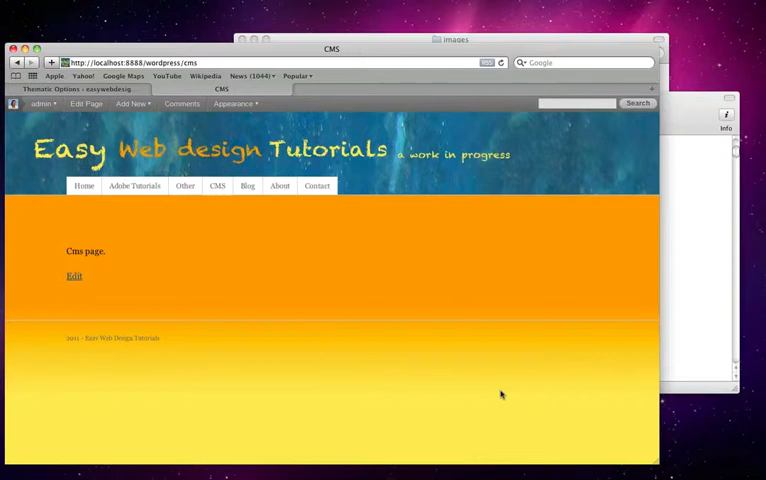 images
CMS
http://localhost:8888/wordpress/cms
RSS
Google
Apple Yahoo! Google Maps YouTube Wikipedia News (1044) Popular
Thematic Options ‹ easywebdesig...
CMS
admin Edit Page Add New Comments Appearance Search
Info
Easy Web design Tutorials a work in progress
Home Adobe Tutorials Other CMS Blog About Contact
Cms page.
Edit
2011 - Easy Web Design Tutorials